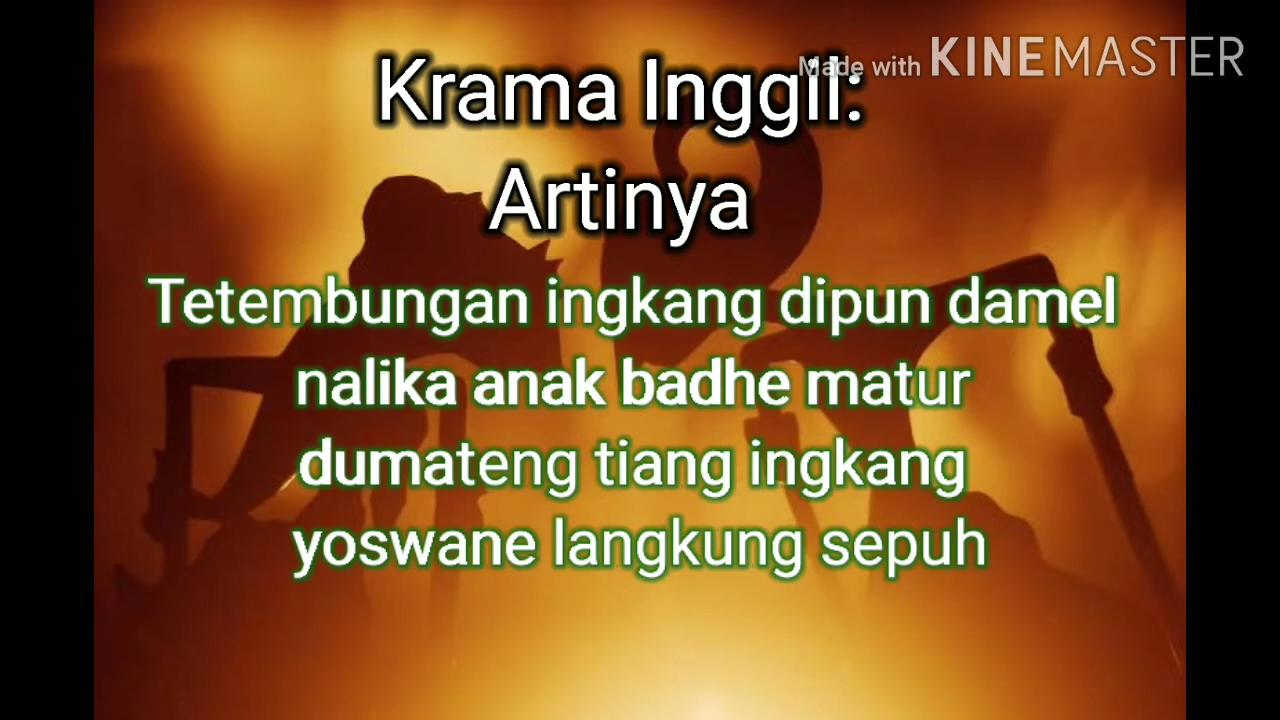 Made with KINEMASTER
Krama Inggil:
Artinya
Tetembungan ingkang dipun damel
nalika anak badhe matur
dumateng tiang ingkang
yoswane langkung sepuh